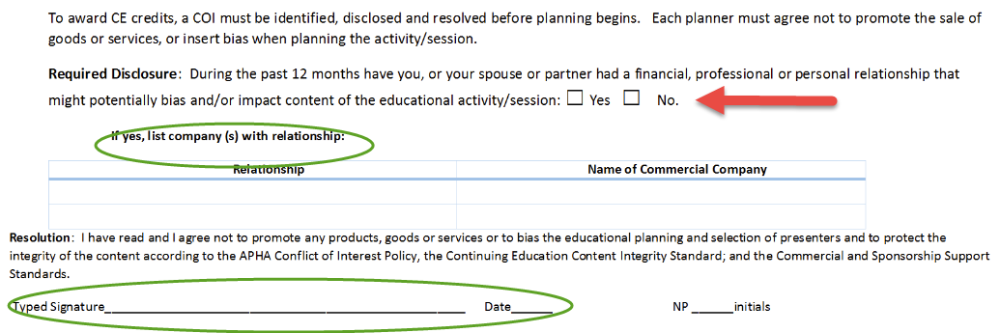 To award CE credits, a COI must be identified, disclosed and resolved before planning begins. Each planner must agree not to promote the sale of
goods or services, or insert bias when planning the activity/session.
Required Disclosure: During the past 12 months have you, or your spouse or partner had a financial, professional or personal relationship that
might potentially bias and/or impact content of the educational activity/session: ☐ Yes ☐ No.
If yes, list company (s) with relationship:
Relationship Name of Commercial Company
Resolution: I have read and I agree not to promote any products, goods or services or to bias the educational planning and selection of presenters and to protect the
integrity of the content according to the APHA Conflict of Interest Policy, the Continuing Education Content Integrity Standard; and the Commercial and Sponsorship Support
Standards.
Typed Signature______________________ Date______ NP ______initials